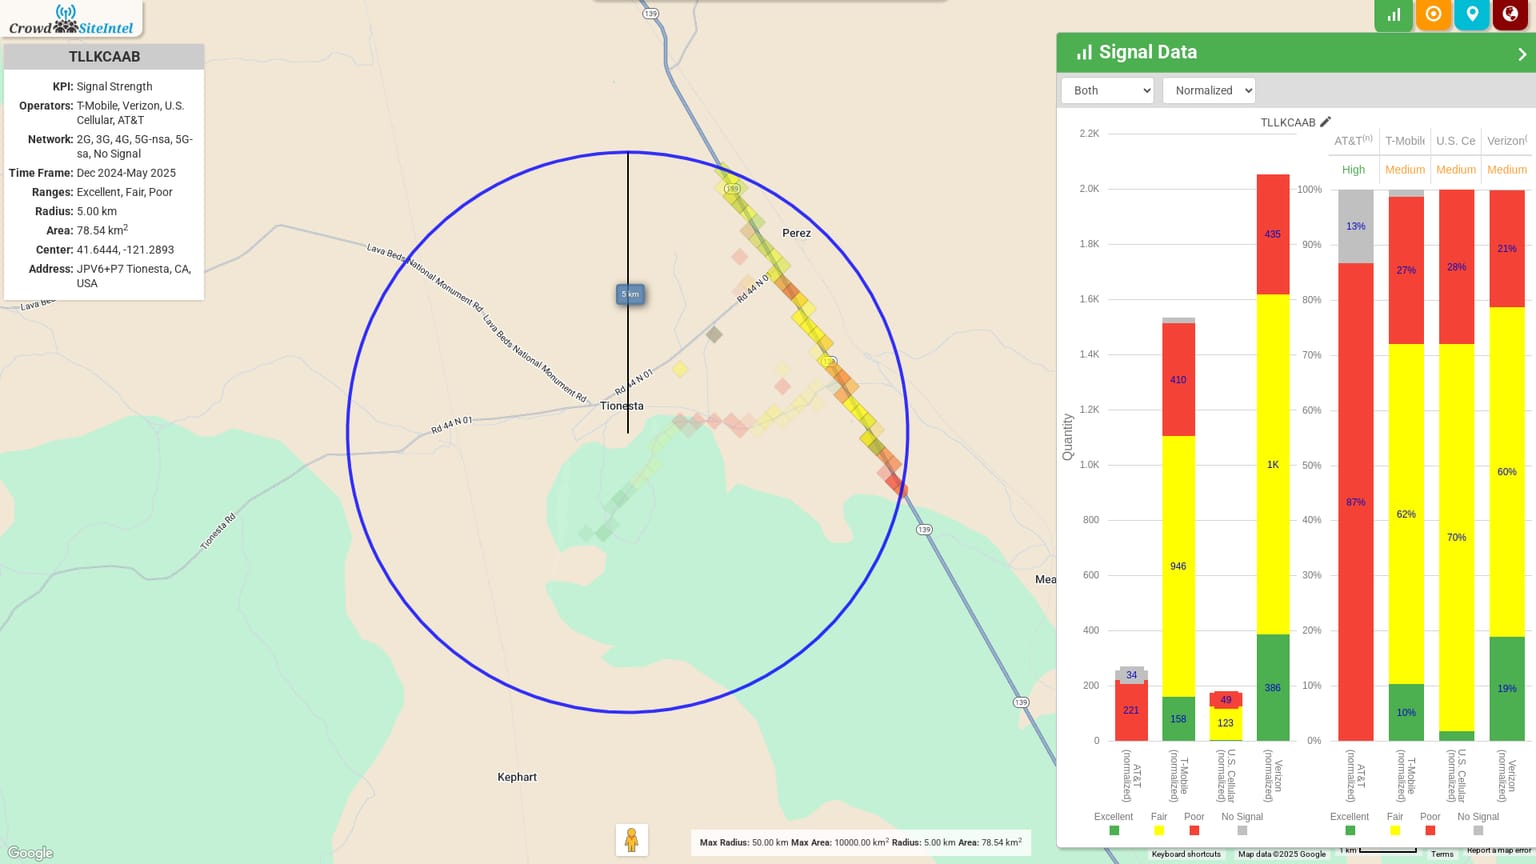 Crowd SiteIntel
TLLKCAAB
KPI: Signal Strength
Operators: T-Mobile, Verizon, U.S.
Cellular, AT&T
Network: 2G, 3G, 4G, 5G-nsa, 5G-
sa, No Signal
Time Frame: Dec 2024-May 2025
Ranges: Excellent, Fair, Poor
Radius: 5.00 km
Area: 78.54 km²
Center: 41.6444, -121.2893
Address: JPV6+P7 Tionesta, CA,
USA
139
139
Perez
Lava Beds National Monument Rd
Lava Beds National Monument Rd
5 km
Rd 44 N 0
Rd 44 N 01
Tionesta
Rd 44 N 01
Tionesta Rd
139
139
Mea
Kephart
Google
Max Radius: 50.00 km Max Area: 10000.00 km² Radius: 5.00 km Area: 78.54 km²
Signal Data
Both
Normalized
TLLKCAAB
AT&T(n)
T-Mobile
U.S. Ce
Verizon(
High
Medium
Medium
Medium
Quantity
2.2K
2.0K
1.8K
1.6K
1.4K
1.2K
1.0K
800
600
400
200
0
34
221
410
946
158
49
123
435
1K
386
AT&T
(normalized)
T-Mobile
(normalized)
U.S. Cellular
(normalized)
Verizon
(normalized)
Excellent
Fair
Poor
No Signal
100%
90%
80%
70%
60%
50%
40%
30%
20%
10%
0%
13%
87%
27%
62%
10%
28%
70%
21%
60%
19%
AT&T
(normalized)
T-Mobile
(normalized)
U.S. Cellular
(normalized)
Verizon
(normalized)
Excellent
Fair
Poor
No Signal
Keyboard shortcuts
Map data ©2025 Google
1 km
Terms
Report a map error